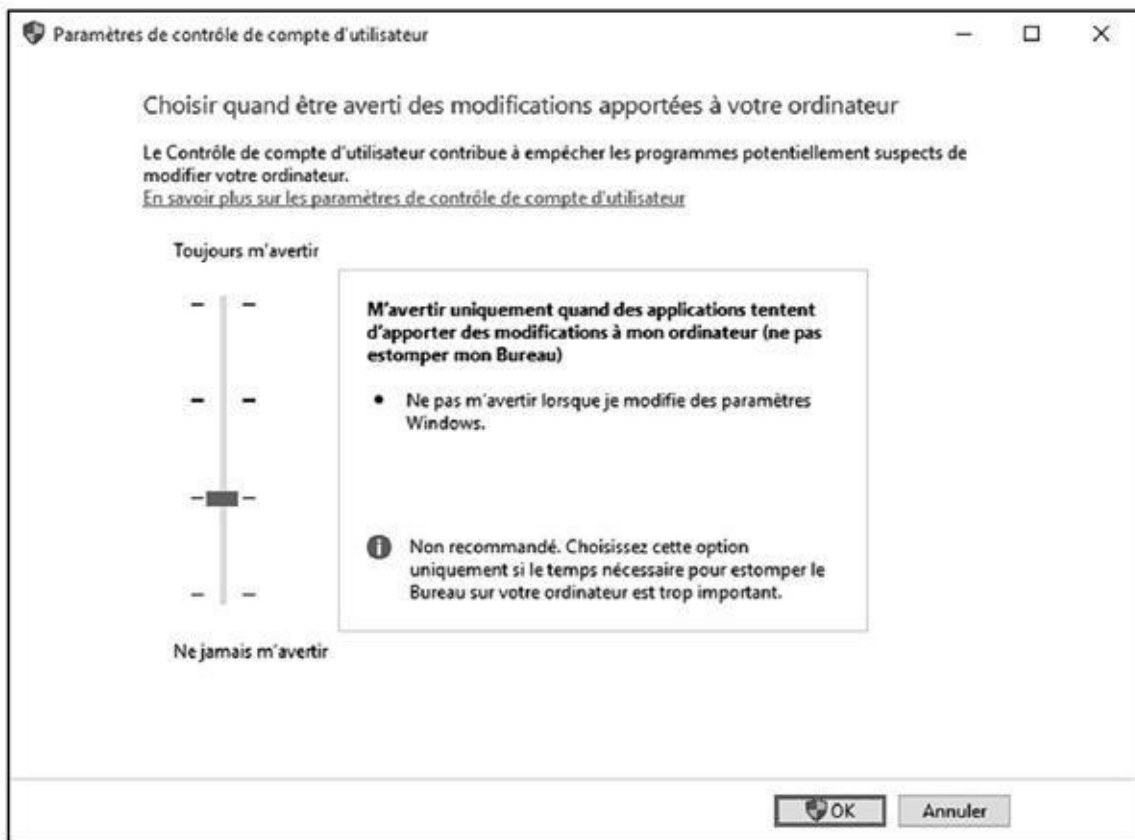 Paramètres de contrôle de compte d'utilisateur
Choisir quand être averti des modifications apportées à votre ordinateur
Le Contrôle de compte d'utilisateur contribue à empêcher les programmes potentiellement suspects de
modifier votre ordinateur.
En savoir plus sur les paramètres de contrôle de compte d'utilisateur
Toujours m'avertir
M'avertir uniquement quand des applications tentent
d'apporter des modifications à mon ordinateur (ne pas
estomper mon Bureau)
• Ne pas m'avertir lorsque je modifie des paramètres
Windows.
Non recommandé. Choisissez cette option
uniquement si le temps nécessaire pour estomper le
Bureau sur votre ordinateur est trop important.
Ne jamais m'avertir
OK Annuler